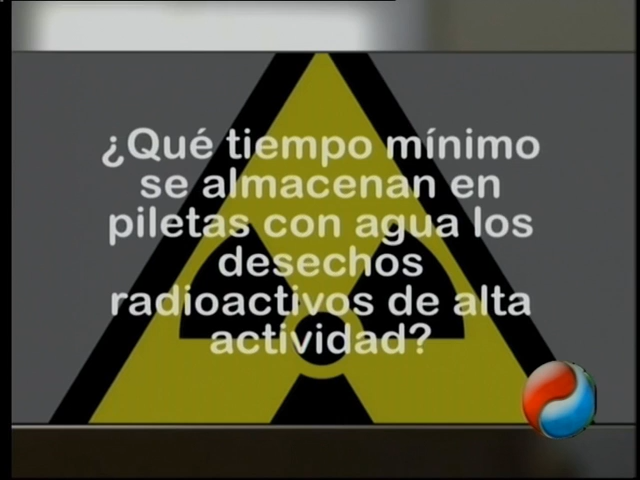 ¿Qué tiempo mínimo
se almacenan en
piletas con agua los
desechos
radioactivos de alta
actividad?